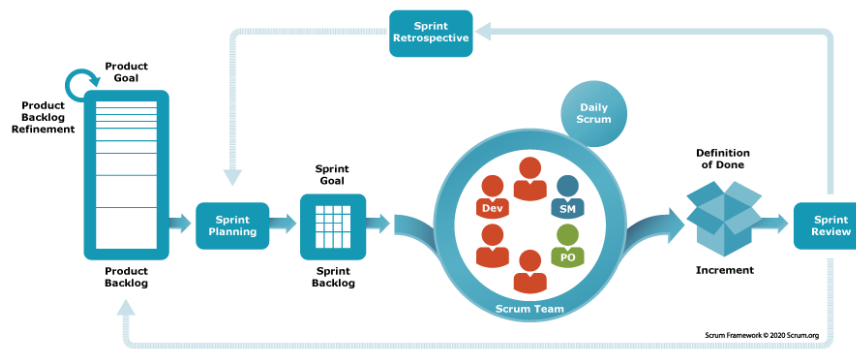 Sprint
Retrospective
Product
Goal
Product
Backlog
Refinement
Daily
Scrum
Sprint
Goal
Definition
of Done
Dev
SM
Sprint
Planning
Sprint
Review
PO
Product
Backlog
Sprint
Backlog
Increment
Scrum Team
Scrum Framework © 2020 Scrum.org